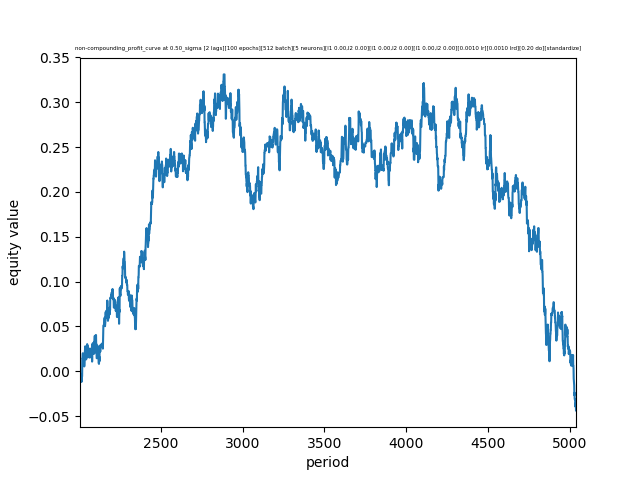 non-compounding_profit_curve at 0.50_sigma [2 lags][100 epochs][512 batch][5 neurons][l1 0.00,l2 0.00][l1 0.00,l2 0.00][l1 0.00,l2 0.00][0.0010 lr][0.0010 lrd][0.20 do][standardize]
0.35
0.30
0.25
0.20
0.15
0.10
0.05
0.00
−0.05
equity value
2500 3000 3500 4000 4500 5000
period